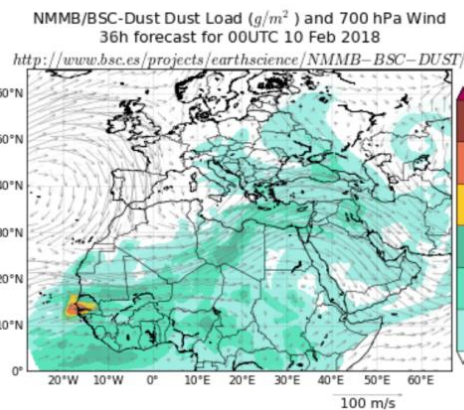 NMMB/BSC-Dust Dust Load (g/m² ) and 700 hPa Wind
36h forecast for 00UTC 10 Feb 2018
http://www.bsc.es/projects/earthscience/NMMB−BSC−DUST/
60°N
50°N
40°N
30°N
20°N
10°N
0°
20°W 10°W 0° 10°E 20°E 30°E 40°E 50°E 60°E
100 m/s